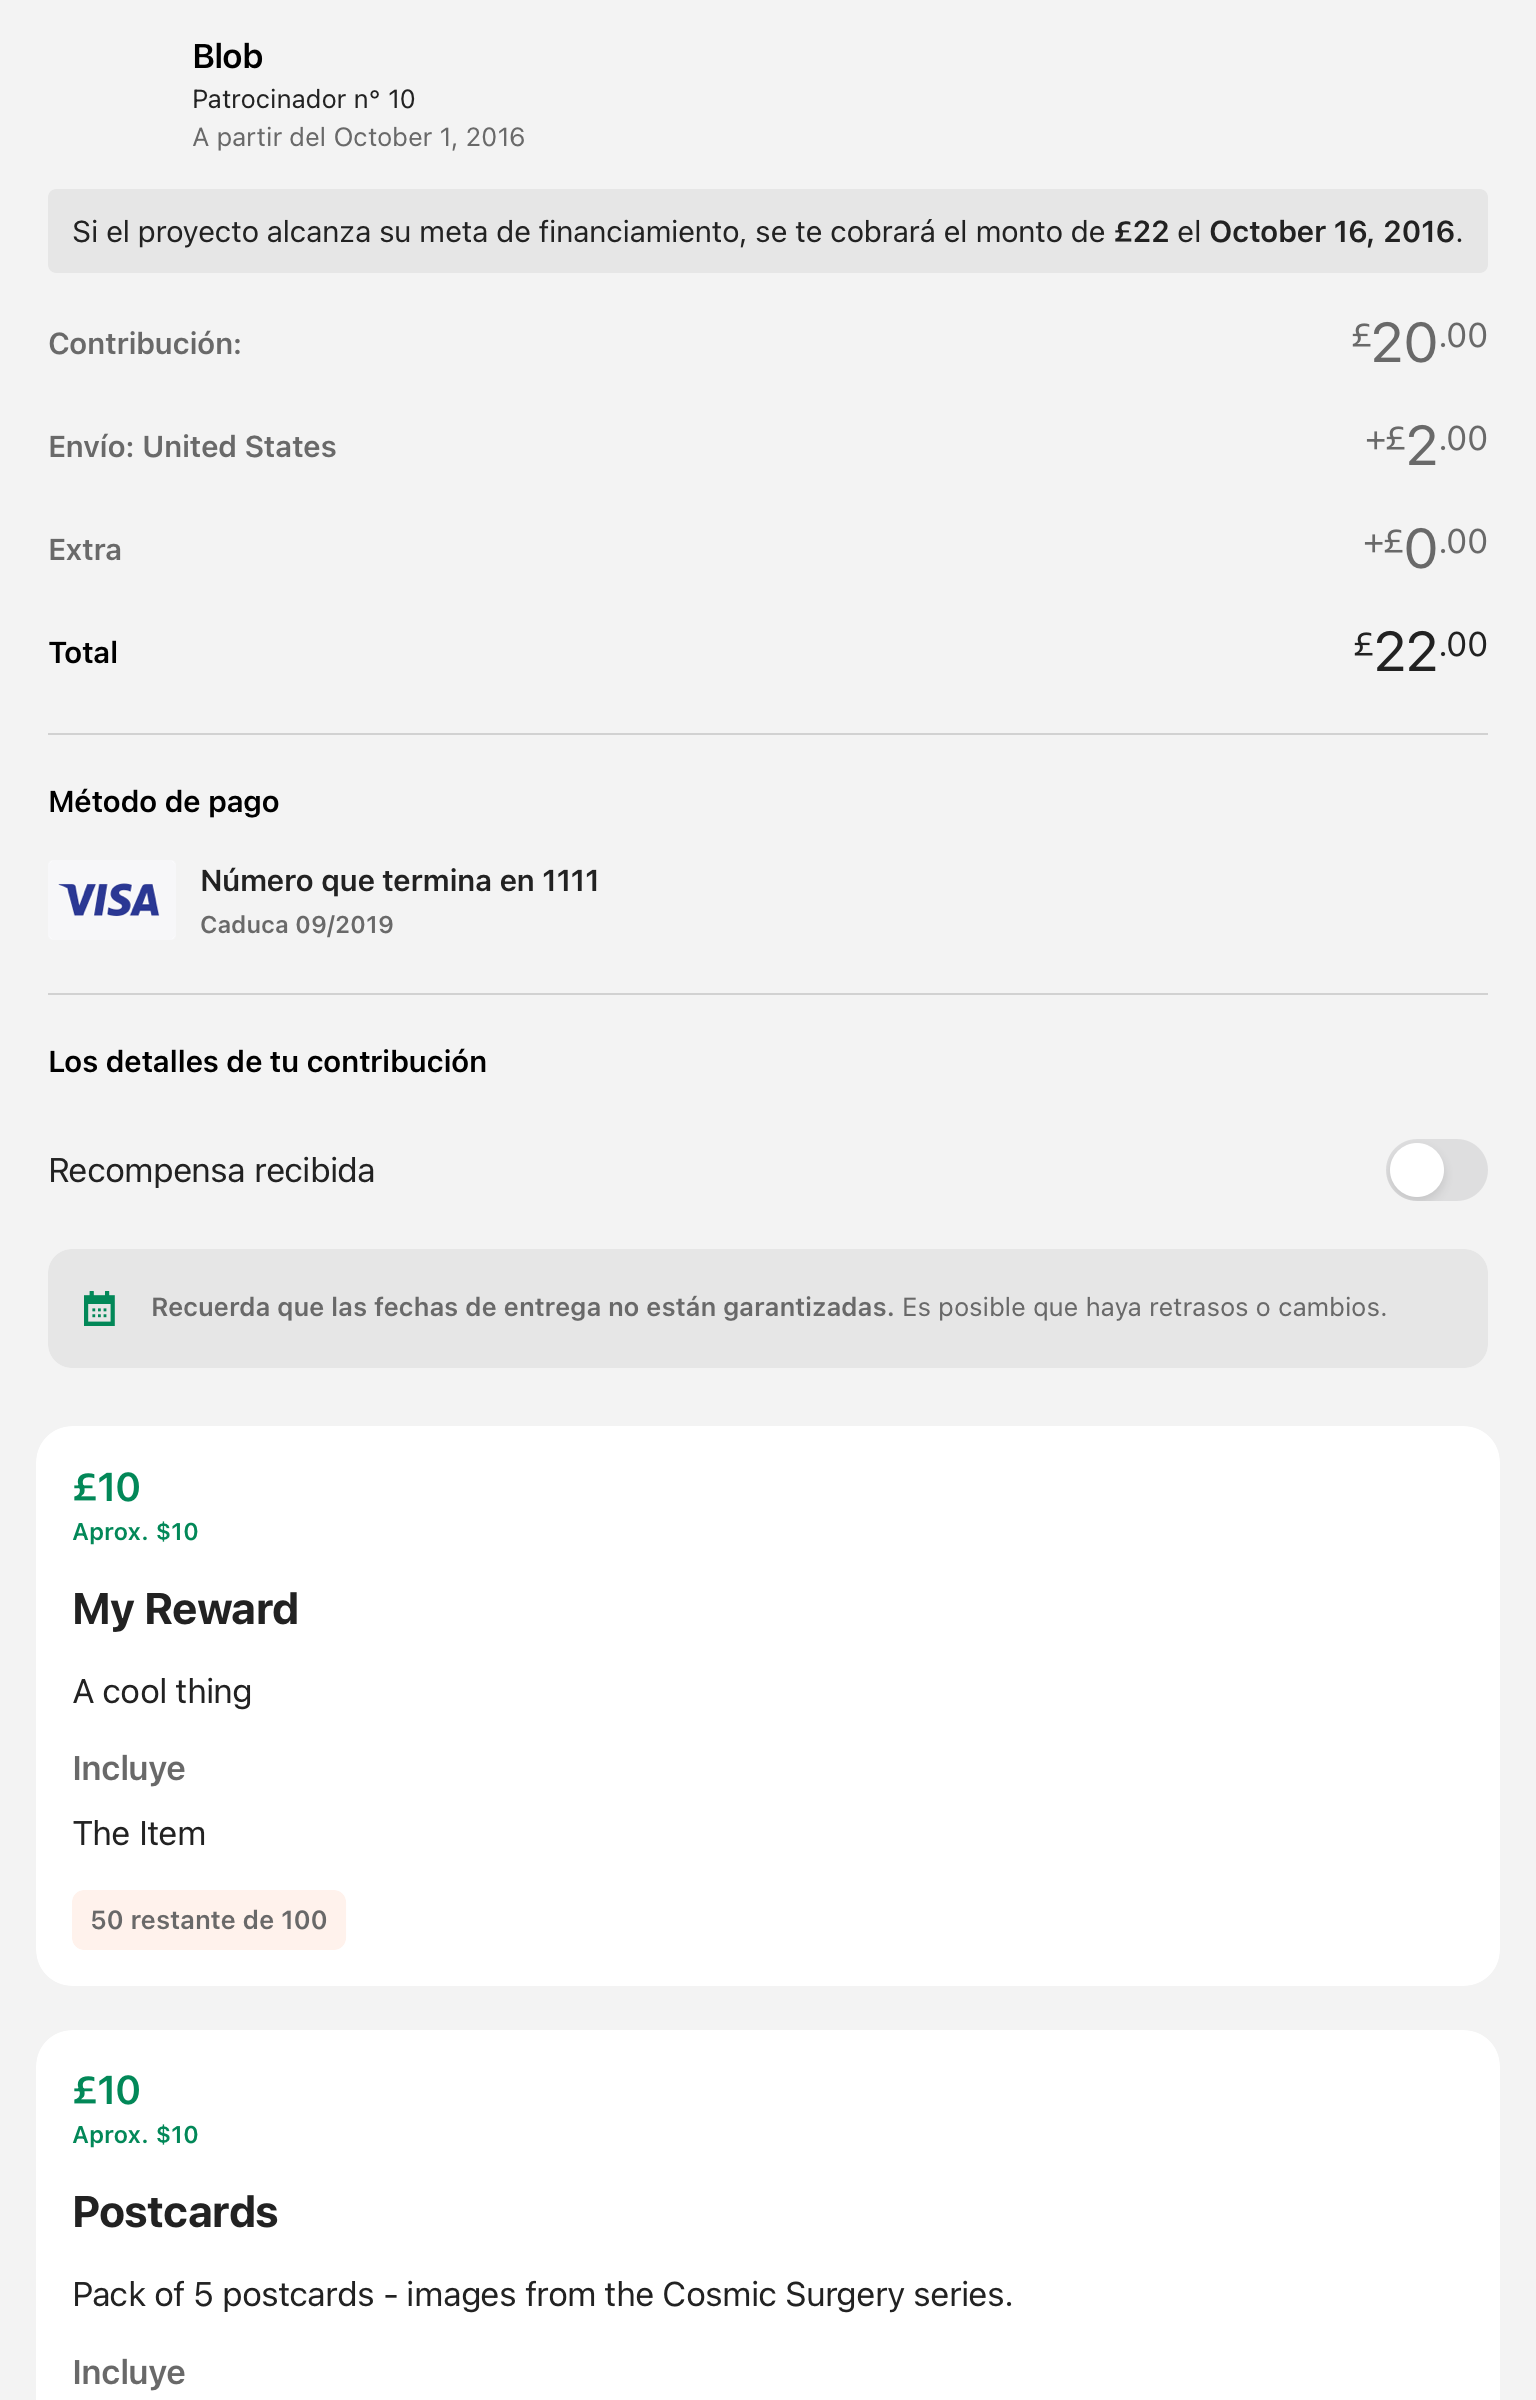 Blob
Patrocinador nº 10
A partir del October 1, 2016
Si el proyecto alcanza su meta de financiamiento, se te cobrará el monto de £22 el October 16, 2016.
Contribución: £20.00
Envío: United States +£2.00
Extra +£0.00
Total £22.00
Método de pago
VISA
Número que termina en 1111
Caduca 09/2019
Los detalles de tu contribución
Recompensa recibida
Recuerda que las fechas de entrega no están garantizadas. Es posible que haya retrasos o cambios.
£10
Aprox. $10
My Reward
A cool thing
Incluye
The Item
50 restante de 100
£10
Aprox. $10
Postcards
Pack of 5 postcards - images from the Cosmic Surgery series.
Incluye